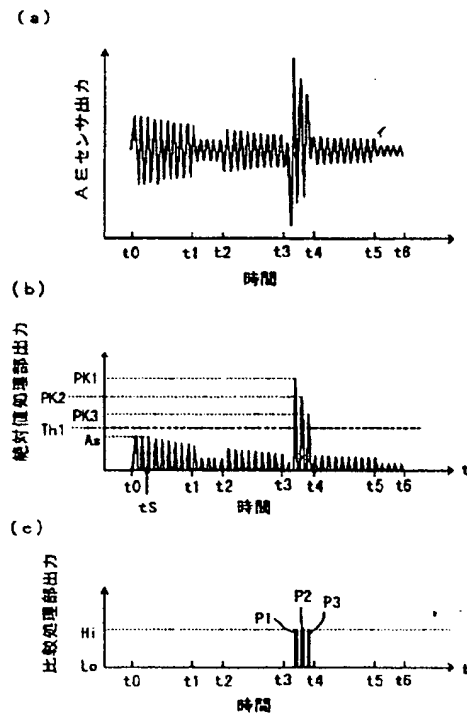 (a)
AEセンサ出力
t0 t1 t2 t3 t4 t5 t6
時間
(b)
絶対値処理部出力
PK1
PK2
PK3
Th1
As
t0 t1 t2 t3 t4 t5 t6 t
tS
時間
(c)
比較処理部出力
P1 P2 P3
Hi
Lo
t0 t1 t2 t3 t4 t5 t6 t
時間